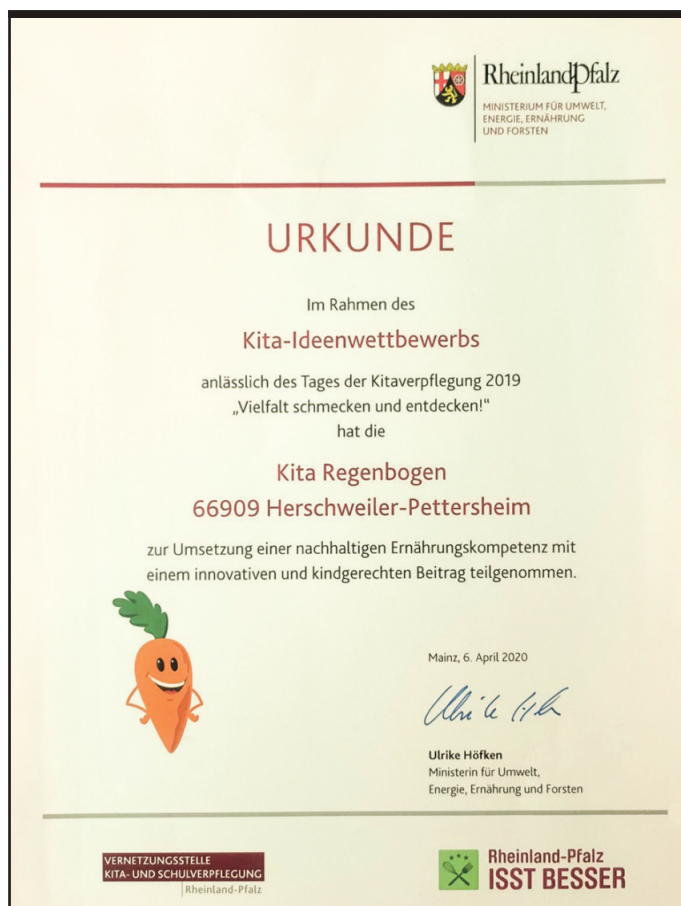 RheinlandPfalz
MINISTERIUM FÜR UMWELT,
ENERGIE, ERNÄHRUNG
UND FORSTEN
URKUNDE
Im Rahmen des
Kita-Ideenwettbewerbs
anlässlich des Tages der Kitaverpflegung 2019
„Vielfalt schmecken und entdecken!“
hat die
Kita Regenbogen
66909 Herschweiler-Pettersheim
zur Umsetzung einer nachhaltigen Ernährungskompetenz mit
einem innovativen und kindgerechten Beitrag teilgenommen.
Mainz, 6. April 2020
Ulrike Höfken
Ministerin für Umwelt,
Energie, Ernährung und Forsten
VERNETZUNGSSTELLE
KITA- UND SCHULVERPFLEGUNG
Rheinland-Pfalz
Rheinland-Pfalz
ISST BESSER